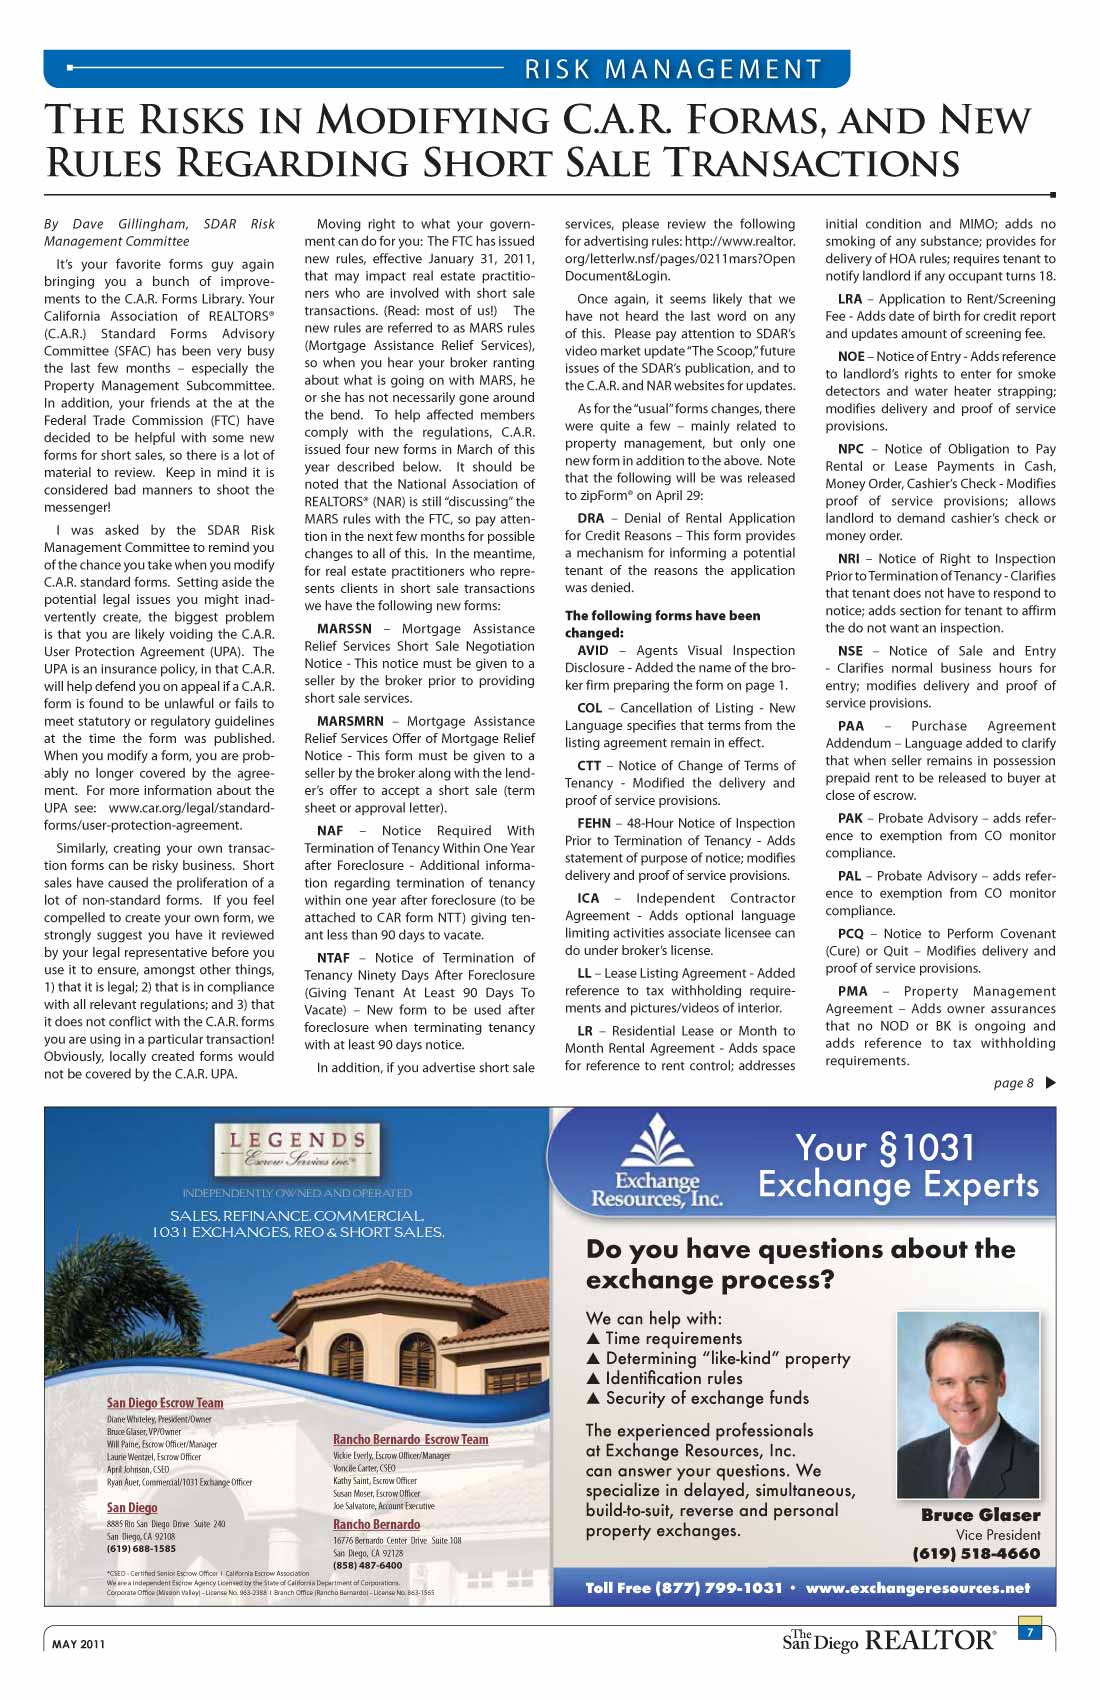 RISK MANAGEMENT
THE RISKS IN MODIFYING C.A.R. FORMS, AND NEW
RULES REGARDING SHORT SALE TRANSACTIONS
By Dave Gillingham, SDAR Risk
Management Committee
It's your favorite forms guy again
bringing you a bunch of improve-
ments to the C.A.R. Forms Library. Your
California Association of REALTORS®
(C.A.R.) Standard Forms Advisory
Committee (SFAC) has been very busy
the last few months – especially the
Property Management Subcommittee.
In addition, your friends at the at the
Federal Trade Commission (FTC) have
decided to be helpful with some new
forms for short sales, so there is a lot of
material to review. Keep in mind it is
considered bad manners to shoot the
messenger!
I was asked by the SDAR Risk
Management Committee to remind you
of the chance you take when you modify
C.A.R. standard forms. Setting aside the
potential legal issues you might inad-
vertently create, the biggest problem
is that you are likely voiding the C.A.R.
User Protection Agreement (UPA). The
UPA is an insurance policy, in that C.A.R.
will help defend you on appeal if a C.A.R.
form is found to be unlawful or fails to
meet statutory or regulatory guidelines
at the time the form was published.
When you modify a form, you are prob-
ably no longer covered by the agree-
ment. For more information about the
UPA see: www.car.org/legal/standard-
forms/user-protection-agreement.
Similarly, creating your own transac-
tion forms can be risky business. Short
sales have caused the proliferation of a
lot of non-standard forms. If you feel
compelled to create your own form, we
strongly suggest you have it reviewed
by your legal representative before you
use it to ensure, amongst other things,
1) that it is legal; 2) that is in compliance
with all relevant regulations; and 3) that
it does not conflict with the C.A.R. forms
you are using in a particular transaction!
Obviously, locally created forms would
not be covered by the C.A.R. UPA.
Moving right to what your govern-
ment can do for you: The FTC has issued
new rules, effective January 31, 2011,
that may impact real estate practitio-
ners who are involved with short sale
transactions. (Read: most of us!) The
new rules are referred to as MARS rules
(Mortgage Assistance Relief Services),
so when you hear your broker ranting
about what is going on with MARS, he
or she has not necessarily gone around
the bend. To help affected members
comply with the regulations, C.A.R.
issued four new forms in March of this
year described below. It should be
noted that the National Association of
REALTORS® (NAR) is still "discussing" the
MARS rules with the FTC, so pay atten-
tion in the next few months for possible
changes to all of this. In the meantime,
for real estate practitioners who repre-
sents clients in short sale transactions
we have the following new forms:
MARSSN – Mortgage Assistance
Relief Services Short Sale Negotiation
Notice - This notice must be given to a
seller by the broker prior to providing
short sale services.
MARSMRN – Mortgage Assistance
Relief Services Offer of Mortgage Relief
Notice - This form must be given to a
seller by the broker along with the lend-
er's offer to accept a short sale (term
sheet or approval letter).
NAF – Notice Required With
Termination of Tenancy Within One Year
after Foreclosure - Additional informa-
tion regarding termination of tenancy
within one year after foreclosure (to be
attached to CAR form NTT) giving ten-
ant less than 90 days to vacate.
NTAF – Notice of Termination of
Tenancy Ninety Days After Foreclosure
(Giving Tenant At Least 90 Days To
Vacate) – New form to be used after
foreclosure when terminating tenancy
with at least 90 days notice.
In addition, if you advertise short sale
services, please review the following
for advertising rules: http://www.realtor.
org/letterlw.nsf/pages/0211mars?Open
Document&Login.
Once again, it seems likely that we
have not heard the last word on any
of this. Please pay attention to SDAR's
video market update "The Scoop," future
issues of the SDAR's publication, and to
the C.A.R. and NAR websites for updates.
As for the "usual" forms changes, there
were quite a few – mainly related to
property management, but only one
new form in addition to the above. Note
that the following will be was released
to zipForm® on April 29:
DRA – Denial of Rental Application
for Credit Reasons – This form provides
a mechanism for informing a potential
tenant of the reasons the application
was denied.
The following forms have been
changed:
AVID – Agents Visual Inspection
Disclosure - Added the name of the bro-
ker firm preparing the form on page 1.
COL – Cancellation of Listing - New
Language specifies that terms from the
listing agreement remain in effect.
CTT – Notice of Change of Terms of
Tenancy - Modified the delivery and
proof of service provisions.
FEHN – 48-Hour Notice of Inspection
Prior to Termination of Tenancy - Adds
statement of purpose of notice; modifies
delivery and proof of service provisions.
ICA – Independent Contractor
Agreement - Adds optional language
limiting activities associate licensee can
do under broker's license.
LL – Lease Listing Agreement - Added
reference to tax withholding require-
ments and pictures/videos of interior.
LR – Residential Lease or Month to
Month Rental Agreement - Adds space
for reference to rent control; addresses
initial condition and MIMO; adds no
smoking of any substance; provides for
delivery of HOA rules; requires tenant to
notify landlord if any occupant turns 18.
LRA – Application to Rent/Screening
Fee - Adds date of birth for credit report
and updates amount of screening fee.
NOE – Notice of Entry - Adds reference
to landlord's rights to enter for smoke
detectors and water heater strapping;
modifies delivery and proof of service
provisions.
NPC – Notice of Obligation to Pay
Rental or Lease Payments in Cash,
Money Order, Cashier's Check - Modifies
proof of service provisions; allows
landlord to demand cashier's check or
money order.
NRI – Notice of Right to Inspection
Prior to Termination of Tenancy - Clarifies
that tenant does not have to respond to
notice; adds section for tenant to affirm
the do not want an inspection.
NSE – Notice of Sale and Entry
- Clarifies normal business hours for
entry; modifies delivery and proof of
service provisions.
PAA – Purchase Agreement
Addendum – Language added to clarify
that when seller remains in possession
prepaid rent to be released to buyer at
close of escrow.
PAK – Probate Advisory – adds refer-
ence to exemption from CO monitor
compliance.
PAL – Probate Advisory – adds refer-
ence to exemption from CO monitor
compliance.
PCQ – Notice to Perform Covenant
(Cure) or Quit – Modifies delivery and
proof of service provisions.
PMA – Property Management
Agreement – Adds owner assurances
that no NOD or BK is ongoing and
adds reference to tax withholding
requirements.
page 8 ▶
LEGENDS
Escrow Services inc.™
INDEPENDENTLY OWNED AND OPERATED
SALES, REFINANCE, COMMERCIAL,
1031 EXCHANGES, REO & SHORT SALES.
San Diego Escrow Team
Diane Whiteley, President/Owner
Bruce Glaser, VP/Owner
Will Paine, Escrow Officer/Manager
Laurie Wentzel, Escrow Officer
April Johnson, CSEO
Ryan Auer, Commercial/1031 Exchange Officer
San Diego
8885 Rio San Diego Drive Suite 240
San Diego, CA 92108
(619) 688-1585
Rancho Bernardo Escrow Team
Vickie Everly, Escrow Officer/Manager
Voncile Carter, CSEO
Kathy Saint, Escrow Officer
Susan Moser, Escrow Officer
Joe Salvatore, Account Executive
Rancho Bernardo
16776 Bernardo Center Drive Suite 108
San Diego, CA 92128
(858) 487-6400
*CSEO - Certified Senior Escrow Officer I California Escrow Association
We are a Independent Escrow Agency Licensed by the State of California Department of Corporations.
Corporate Office (Mission Valley) - License No. 963-2388 I Branch Office (Rancho Bernardo) - License No. 963-1565
Exchange
Resources, Inc.
Your §1031
Exchange Experts
Do you have questions about the
exchange process?
We can help with:
▲ Time requirements
▲ Determining "like-kind" property
▲ Identification rules
▲ Security of exchange funds
The experienced professionals
at Exchange Resources, Inc.
can answer your questions. We
specialize in delayed, simultaneous,
build-to-suit, reverse and personal
property exchanges.
Bruce Glaser
Vice President
(619) 518-4660
Toll Free (877) 799-1031 • www.exchangeresources.net
MAY 2011
The San Diego REALTOR®
7